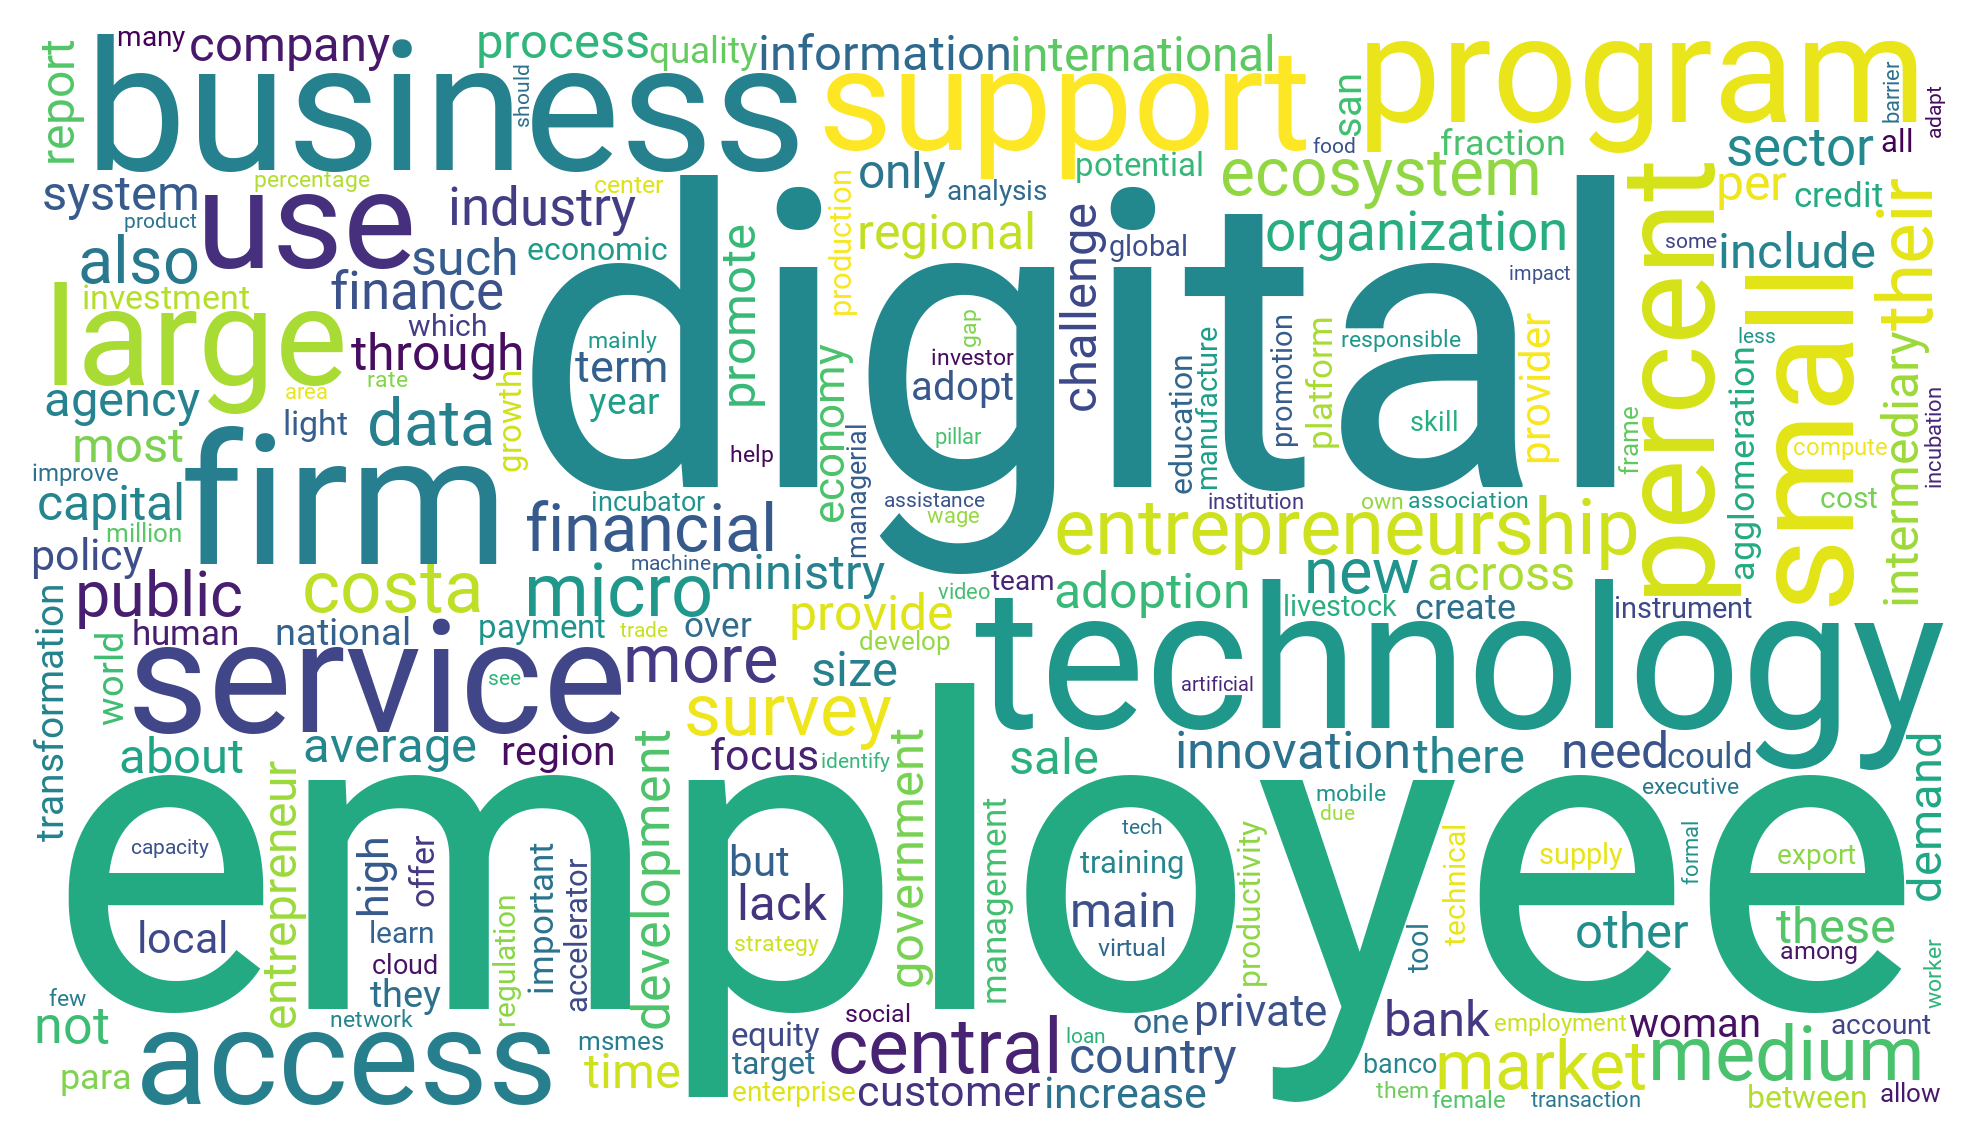 many
company
process
quality
information
international
business
support
program
report
should
san
barrier
adapt
food
fraction
sector
all
system
percentage
center
production
only
analysis
potential
ecosystem
percent
per
credit
their
product
use
industry
digital
regional
challenge
global
organization
some
include
also
such
economic
promote
impact
small
investment
finance
large
which
through
mainly
term
year
gap
investor
adopt
education
manufacture
promotion
platform
responsible
provider
less
agglomeration
intermediary
agency
area
rate
light
data
growth
economy
managerial
pillar
skill
frame
compute
incubation
most
firm
help
improve
capital
million
incubator
assistance
wage
institution
own
association
cost
policy
financial
entrepreneurship
machine
public
costa
micro
ministry
video
team
adoption
new
across
transformation
world
human
national
payment
trade
over
provide
develop
livestock
create
instrument
service
see
more
size
technology
artificial
survey
about
average
region
focus
identify
government
sale
innovation
there
need
could
executive
demand
employee
entrepreneur
development
management
mobile
due
capacity
high
offer
important
accelerator
but
tech
training
productivity
technical
supply
formal
export
local
learn
cloud
they
regulation
lack
strategy
main
virtual
tool
other
these
among
worker
few
not
network
access
para
msmes
time
equity
target
enterprise
social
central
customer
loan
one
country
increase
private
bank
banco
employment
market
them
female
woman
medium
transaction
account
between
allow